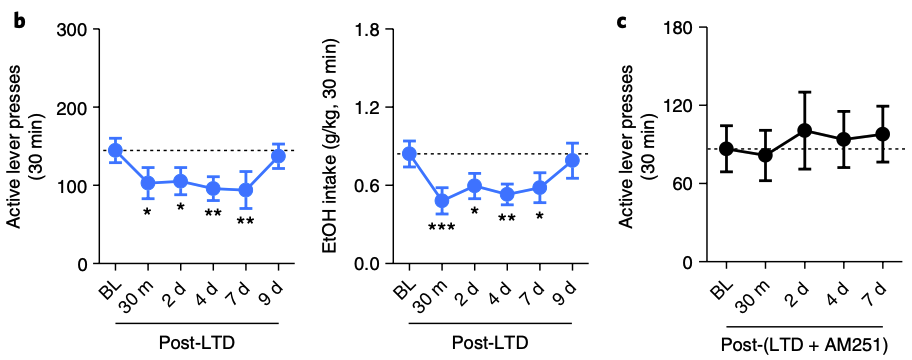 b
Active lever presses
(30 min)
300
200
100
0
*
*
**
**
BL
30 m
2 d
4 d
7 d
9 d
Post-LTD
EtOH intake (g/kg, 30 min)
1.8
1.2
0.6
0.0
***
*
**
*
BL
30 m
2 d
4 d
7 d
9 d
Post-LTD
c
Active lever presses
(30 min)
180
120
60
0
BL
30 m
2 d
4 d
7 d
Post-(LTD + AM251)